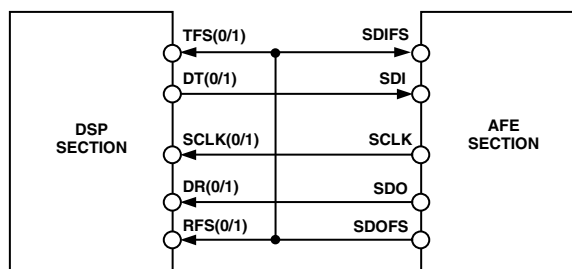 TFS(0/1) SDIFS
DT(0/1) SDI
DSP
SECTION
AFE
SECTION
SCLK(0/1) SCLK
DR(0/1) SDO
RFS(0/1) SDOFS